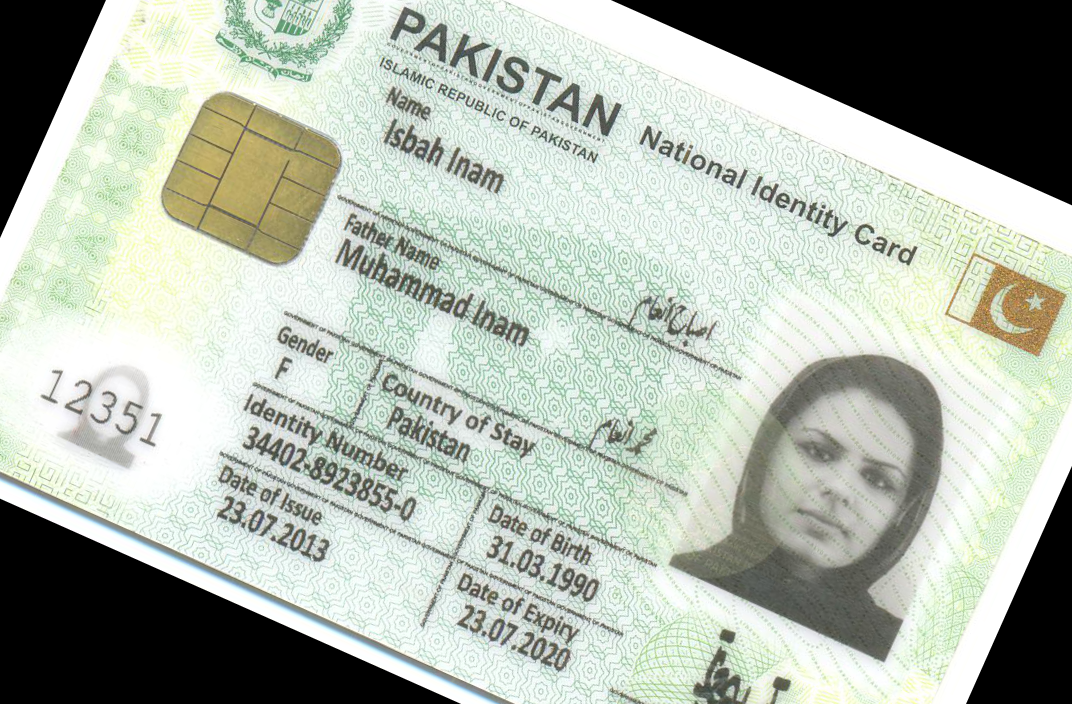 PAKISTAN National Identity Card
ISLAMIC REPUBLIC OF PAKISTAN
Name
Isbah Inam
اصباح انعام
Father Name
Muhammad Inam
محمد انعام
Gender
F
Country of Stay
Pakistan
Identity Number
34402-8923855-0
Date of Birth
31.03.1990
Date of Issue
23.07.2013
Date of Expiry
23.07.2020
12351